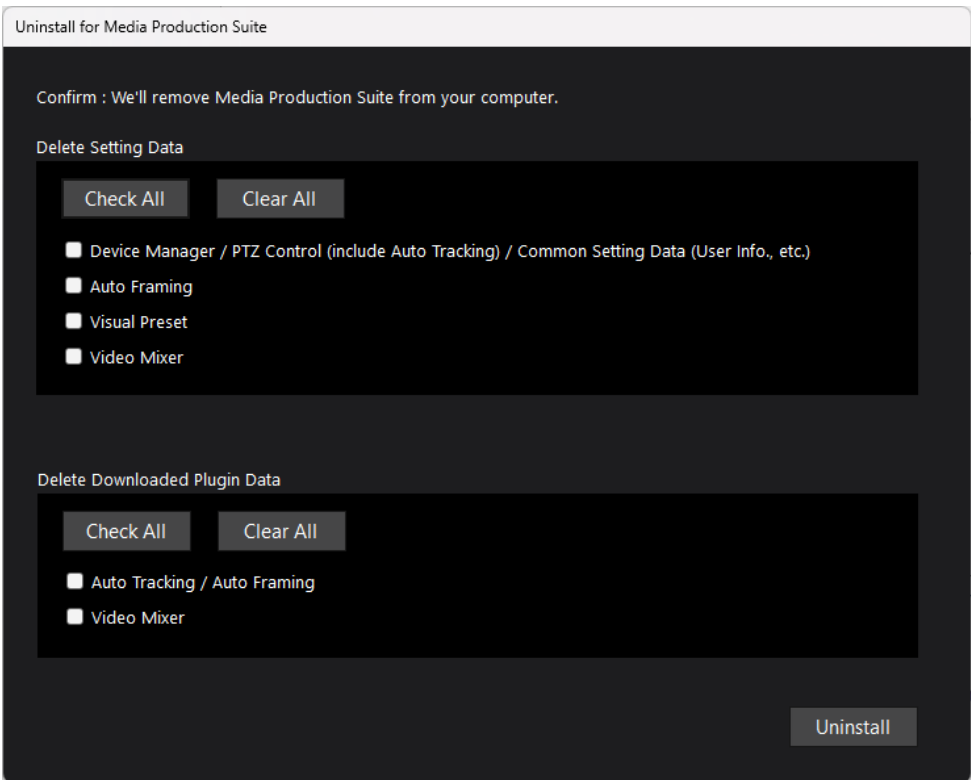 Uninstall for Media Production Suite
Confirm : We'll remove Media Production Suite from your computer.
Delete Setting Data
Check All Clear All
Device Manager / PTZ Control (include Auto Tracking) / Common Setting Data (User Info., etc.)
Auto Framing
Visual Preset
Video Mixer
Delete Downloaded Plugin Data
Check All Clear All
Auto Tracking / Auto Framing
Video Mixer
Uninstall